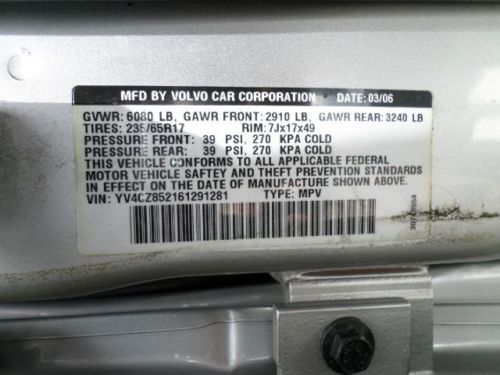 MFD BY VOLVO CAR CORPORATION DATE: 03/06
GVWR: 6080 LB, GAWR FRONT: 2910 LB, GAWR REAR: 3240 LB
TIRES: 235/65R17 RIM: 7Jx17x49
PRESSURE FRONT: 39 PSI, 270 KPA COLD
PRESSURE REAR: 39 PSI, 270 KPA COLD
THIS VEHICLE CONFORMS TO ALL APPLICABLE FEDERAL
MOTOR VEHICLE SAFTEY AND THEFT PREVENTION STANDARDS
IN EFFECT ON THE DATE OF MANUFACTURE SHOWN ABOVE.
VIN: YV4CZ852161291281 TYPE: MPV